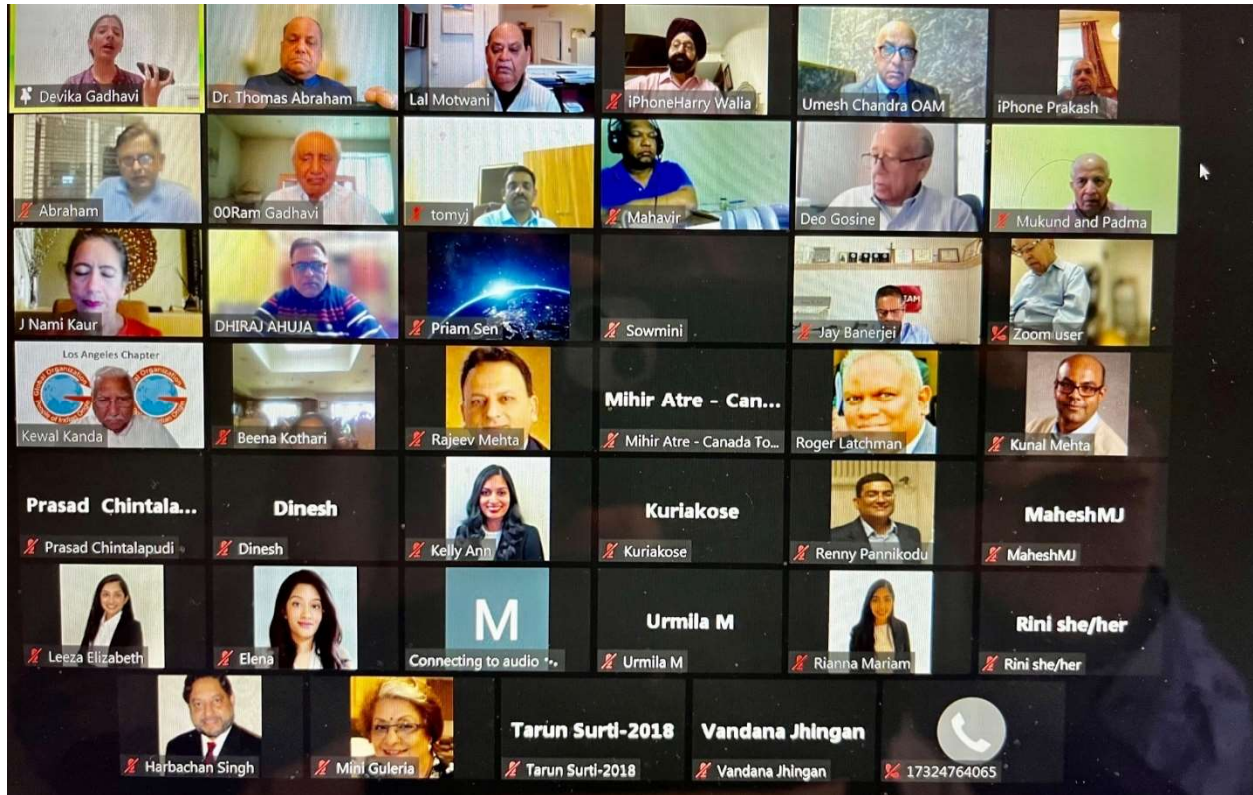 Devika Gadhavi
Dr. Thomas Abraham
Lal Motwani
iPhoneHarry Walia
Umesh Chandra OAM
iPhone Prakash
Abraham
00Ram Gadhavi
tomyj
Mahavir
Deo Gosine
Mukund and Padma
J Nami Kaur
DHIRAJ AHUJA
Priam Sen
Sowmini
Jay Banerjei
Zoom user
Los Angeles Chapter
Global Organization
Kewal Kanda
Beena Kothari
Rajeev Mehta
Mihir Atre - Can...
Mihir Atre - Canada To...
Roger Latchman
Kunal Mehta
Prasad Chintala...
Prasad Chintalapudi
Dinesh
Dinesh
Kelly Ann
Kuriakose
Kuriakose
Renny Pannikodu
MaheshMJ
MaheshMJ
Leeza Elizabeth
Elena
M
Connecting to audio
Urmila M
Urmila M
Rianna Mariam
Rini she/her
Rini she/her
Harbachan Singh
Mini Guleria
Tarun Surti-2018
Tarun Surti-2018
Vandana Jhingan
Vandana Jhingan
17324764065